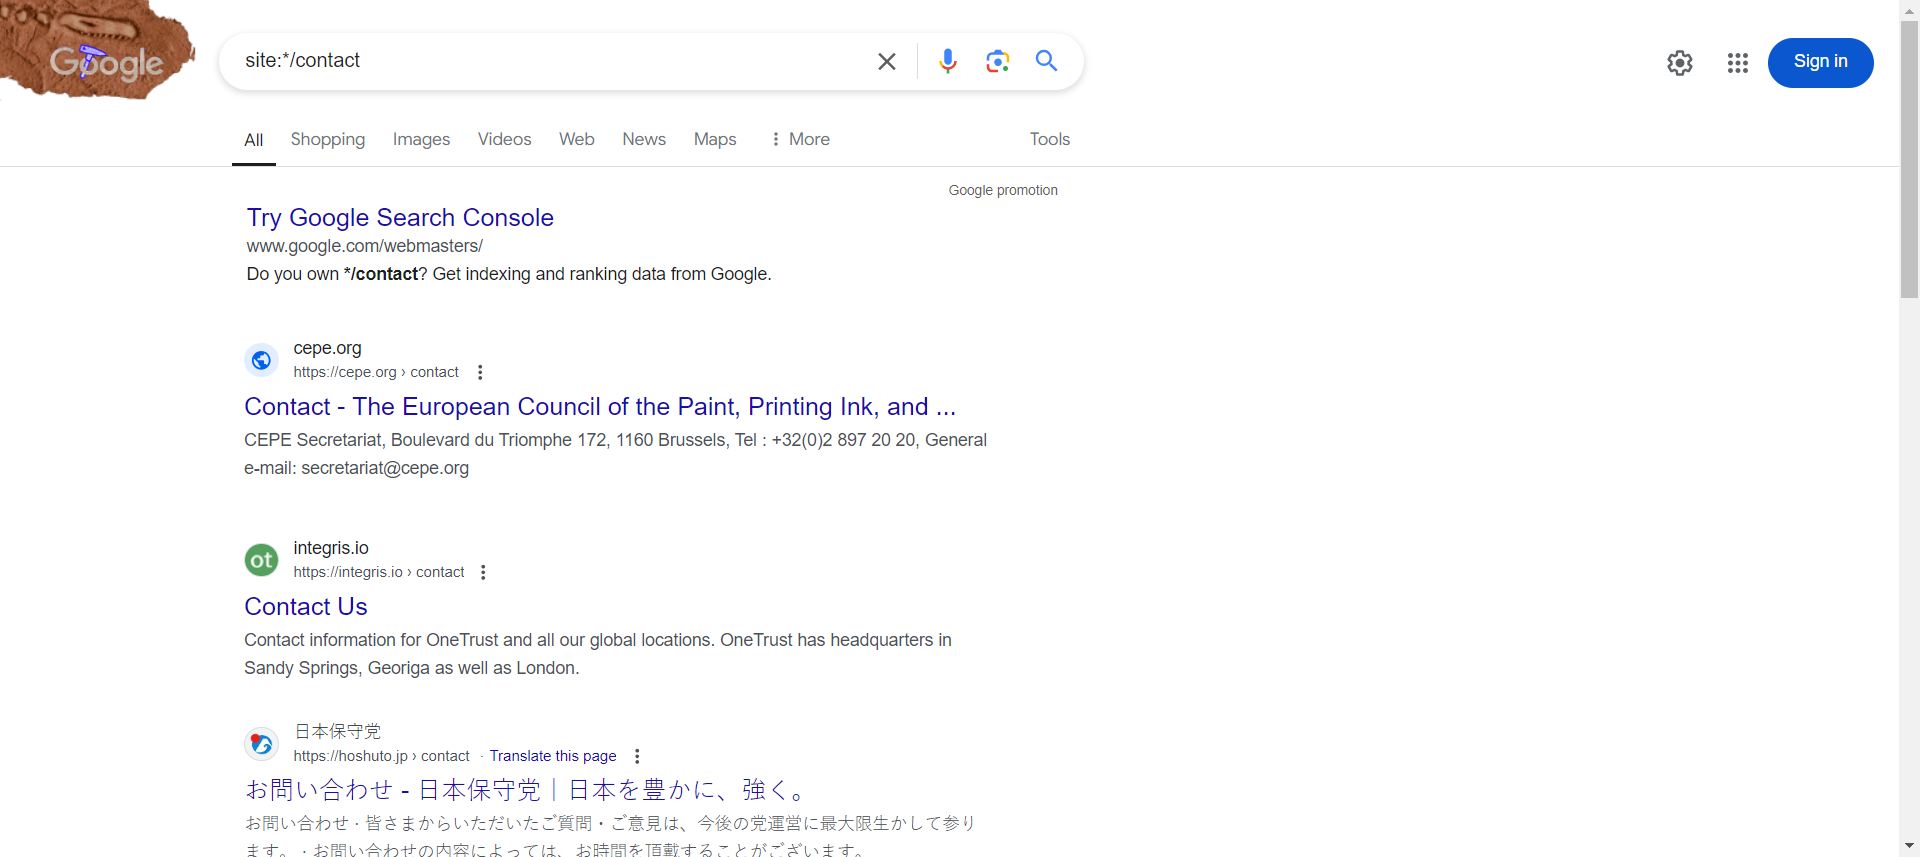 Google
site:*/contact
Sign in
All Shopping Images Videos Web News Maps More Tools
Google promotion
Try Google Search Console
www.google.com/webmasters/
Do you own */contact? Get indexing and ranking data from Google.
cepe.org
https://cepe.org › contact
Contact - The European Council of the Paint, Printing Ink, and ...
CEPE Secretariat, Boulevard du Triomphe 172, 1160 Brussels, Tel : +32(0)2 897 20 20, General
e-mail: secretariat@cepe.org
ot
integris.io
https://integris.io › contact
Contact Us
Contact information for OneTrust and all our global locations. OneTrust has headquarters in
Sandy Springs, Georiga as well as London.
日本保守党
https://hoshuto.jp › contact · Translate this page
お問い合わせ - 日本保守党｜日本を豊かに、強く。
お問い合わせ · 皆さまからいただいたご質問・ご意見は、今後の党運営に最大限生かして参り
ます。 · お問い合わせの内容によっては、お時間を頂戴することがございます。